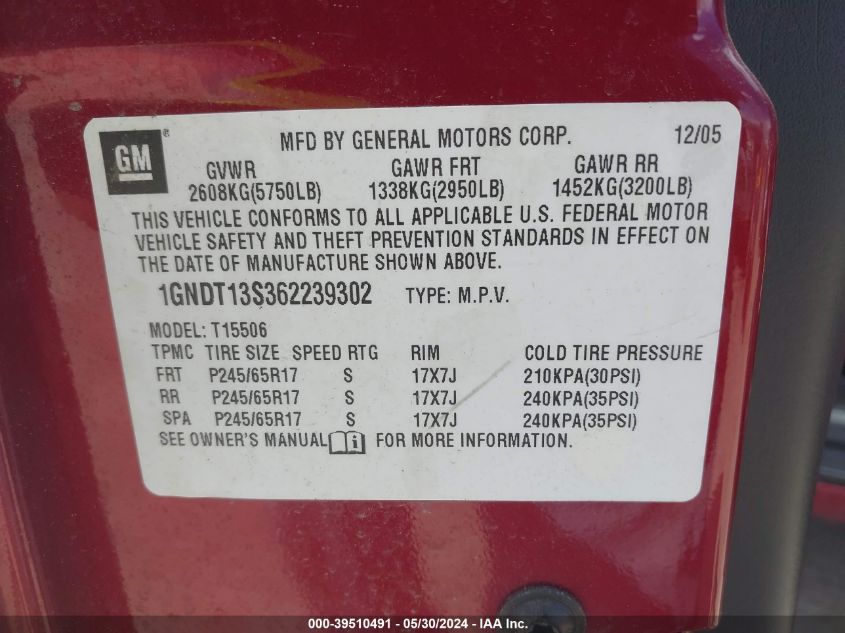 GM ® MFD BY GENERAL MOTORS CORP. 12/05
GVWR GAWR FRT GAWR RR
2608KG(5750LB) 1338KG(2950LB) 1452KG(3200LB)
THIS VEHICLE CONFORMS TO ALL APPLICABLE U.S. FEDERAL MOTOR
VEHICLE SAFETY AND THEFT PREVENTION STANDARDS IN EFFECT ON
THE DATE OF MANUFACTURE SHOWN ABOVE.
1GNDT13S362239302 TYPE: M.P.V.
MODEL: T15506
TPMC TIRE SIZE SPEED RTG RIM COLD TIRE PRESSURE
FRT P245/65R17 S 17X7J 210KPA(30PSI)
RR P245/65R17 S 17X7J 240KPA(35PSI)
SPA P245/65R17 S 17X7J 240KPA(35PSI)
SEE OWNER'S MANUAL i FOR MORE INFORMATION.
000-39510491 - 05/30/2024 - IAA, Inc.